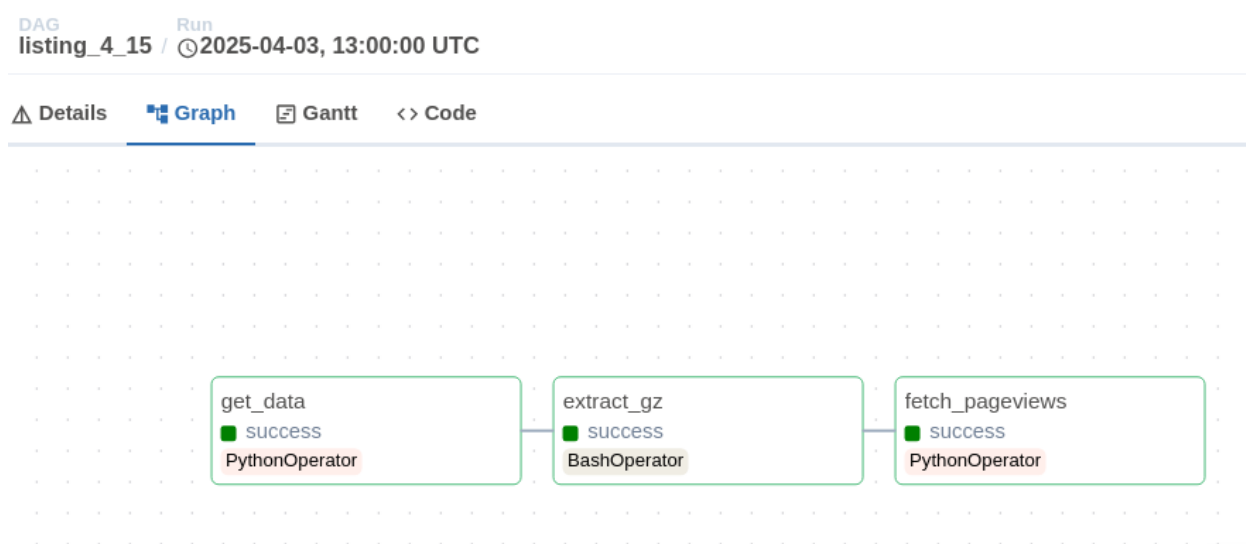 DAG
Run
listing_4_15 / 2025-04-03, 13:00:00 UTC
Details Graph Gantt Code
get_data
success
PythonOperator
extract_gz
success
BashOperator
fetch_pageviews
success
PythonOperator